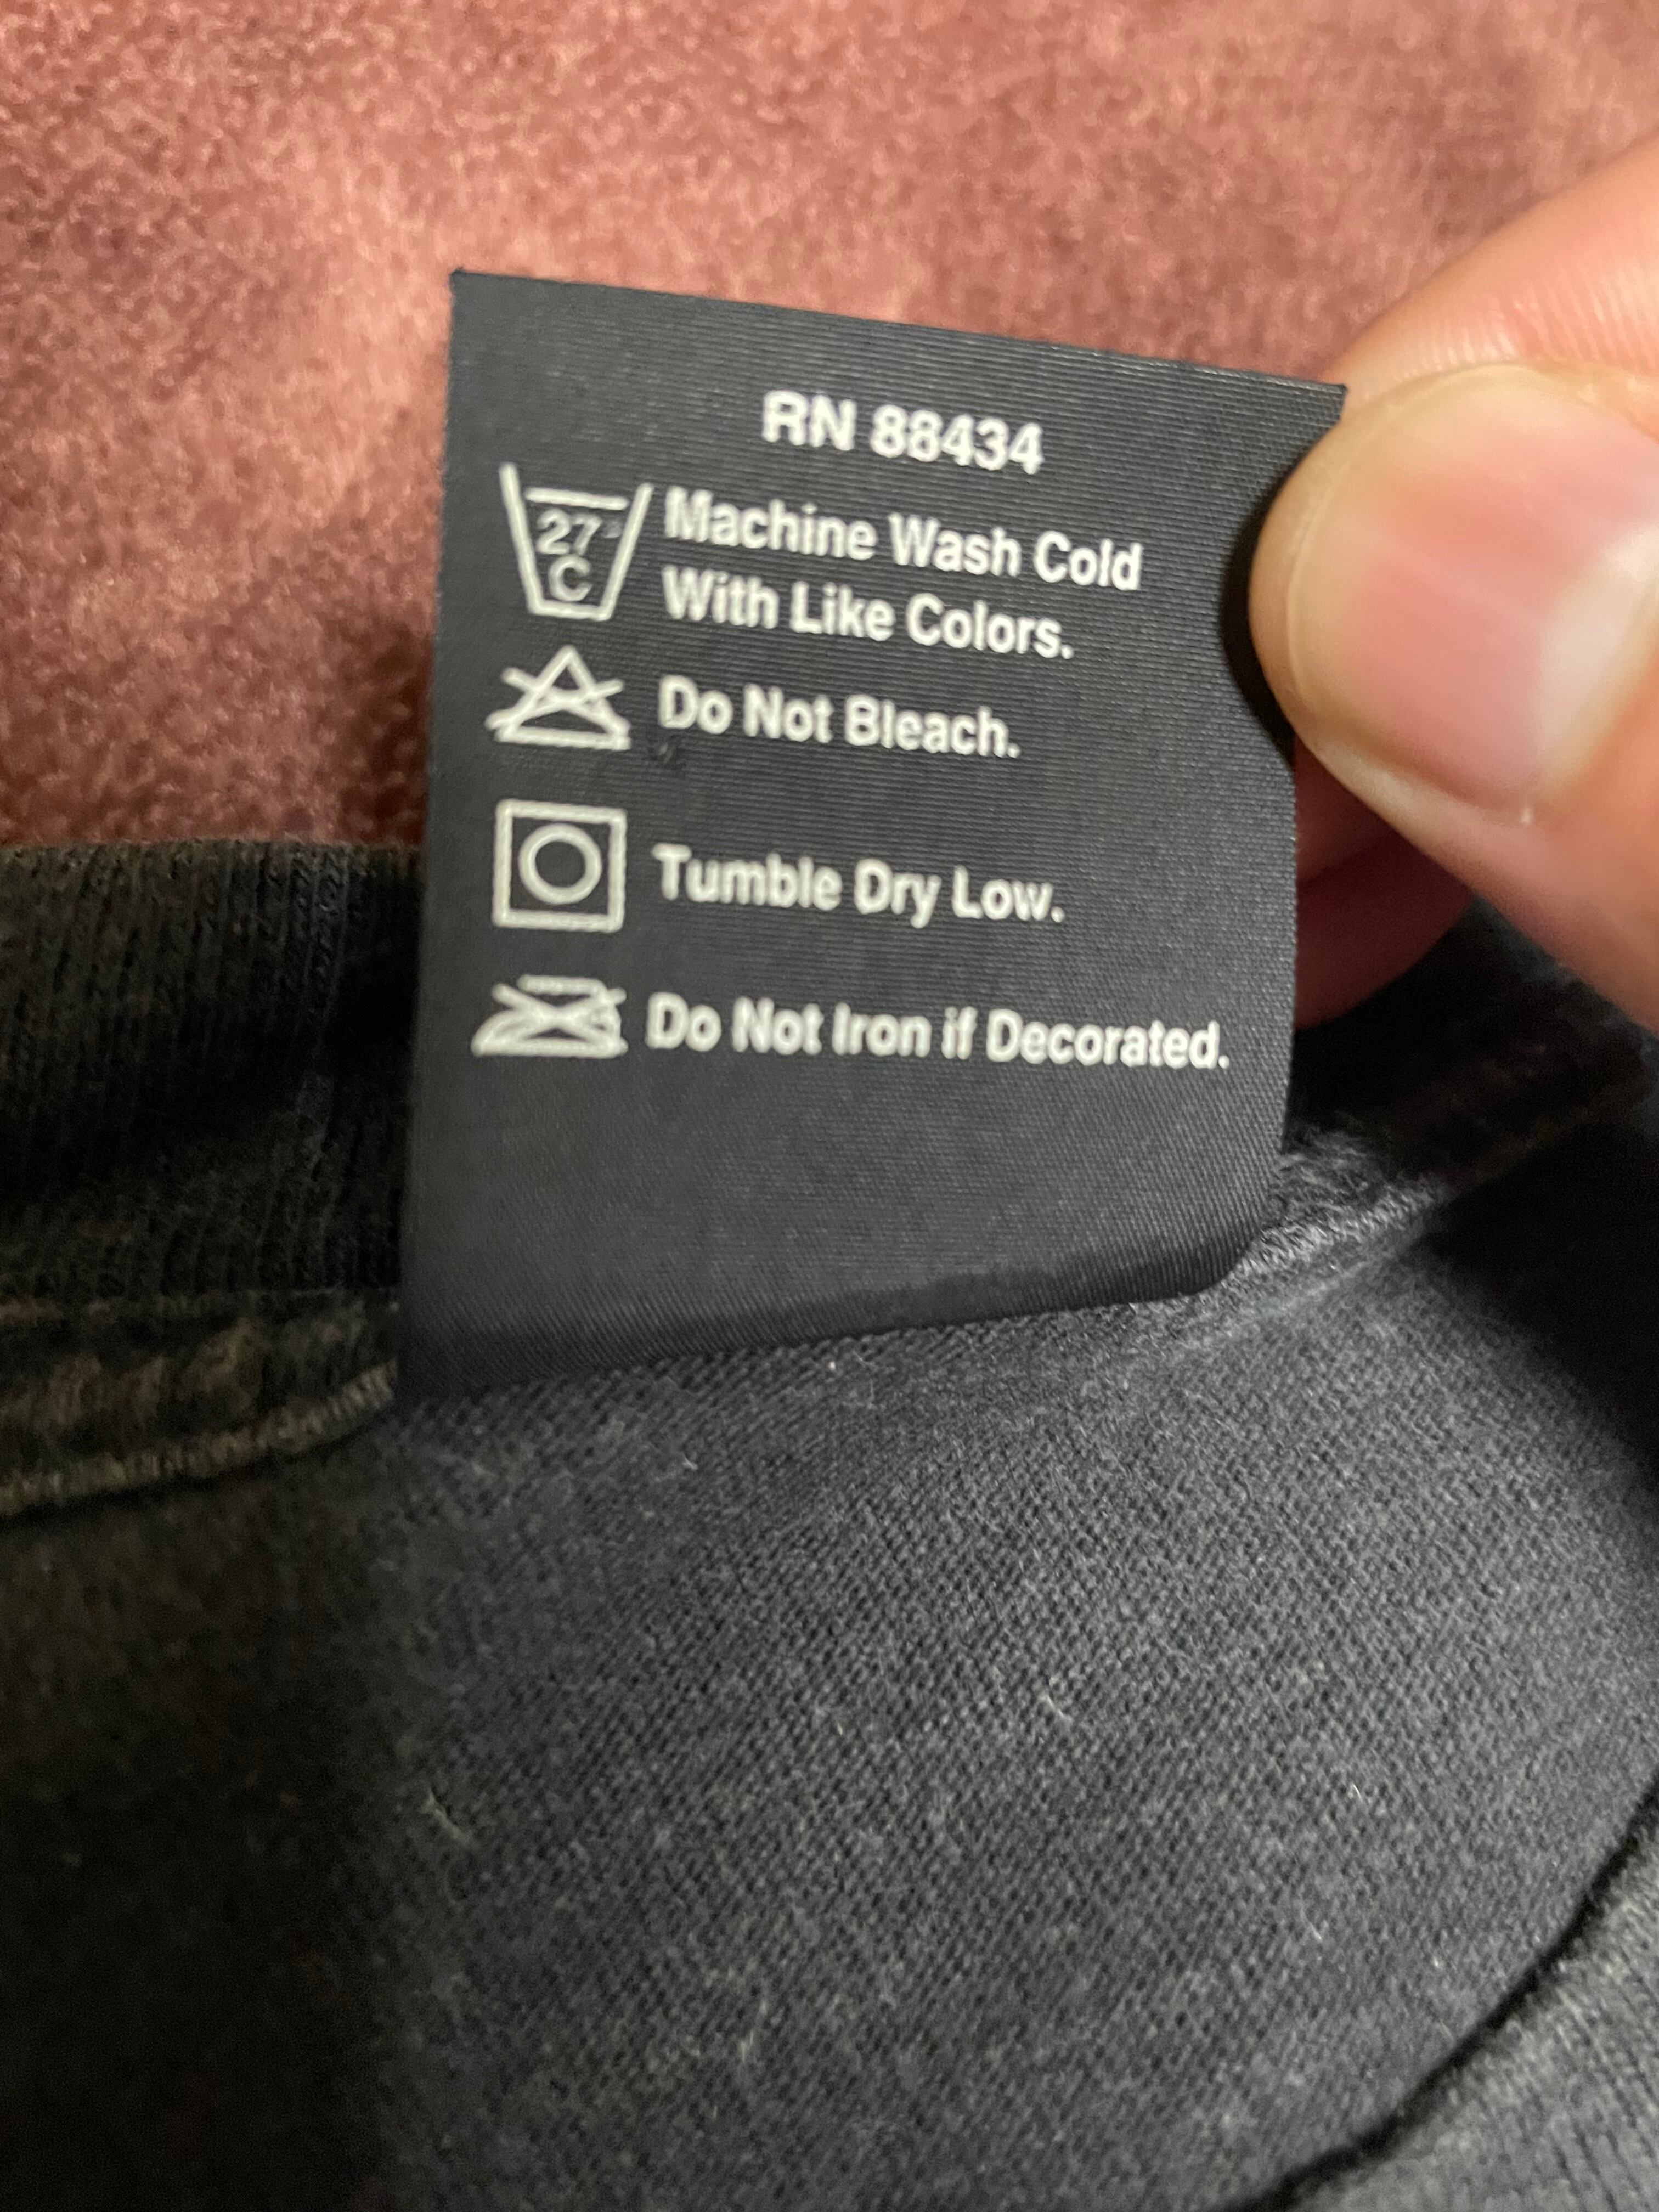 RN 88434
27°
C
Machine Wash Cold
With Like Colors.
Do Not Bleach.
Tumble Dry Low.
Do Not Iron if Decorated.